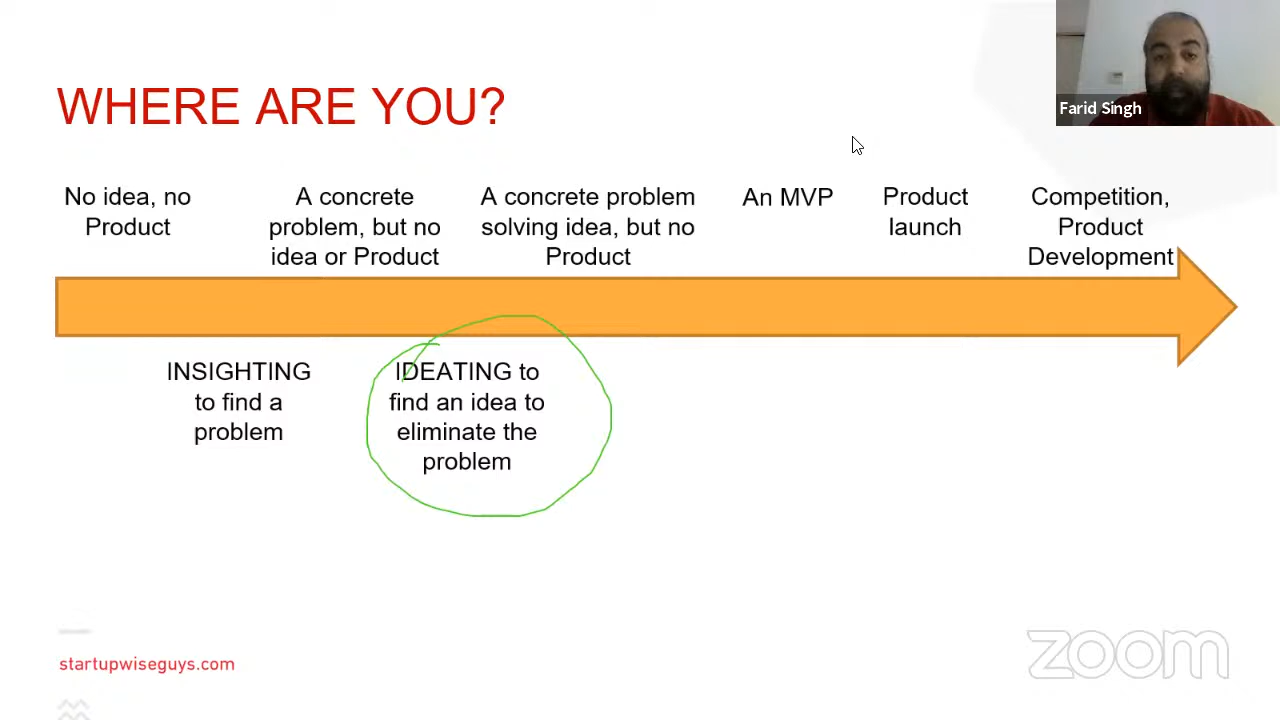 WHERE ARE YOU?
Farid Singh
No idea, no
Product
A concrete
problem, but no
idea or Product
A concrete problem
solving idea, but no
Product
An MVP
Product
launch
Competition,
Product
Development
INSIGHTING
to find a
problem
IDEATING to
find an idea to
eliminate the
problem
startupwiseguys.com
zoom